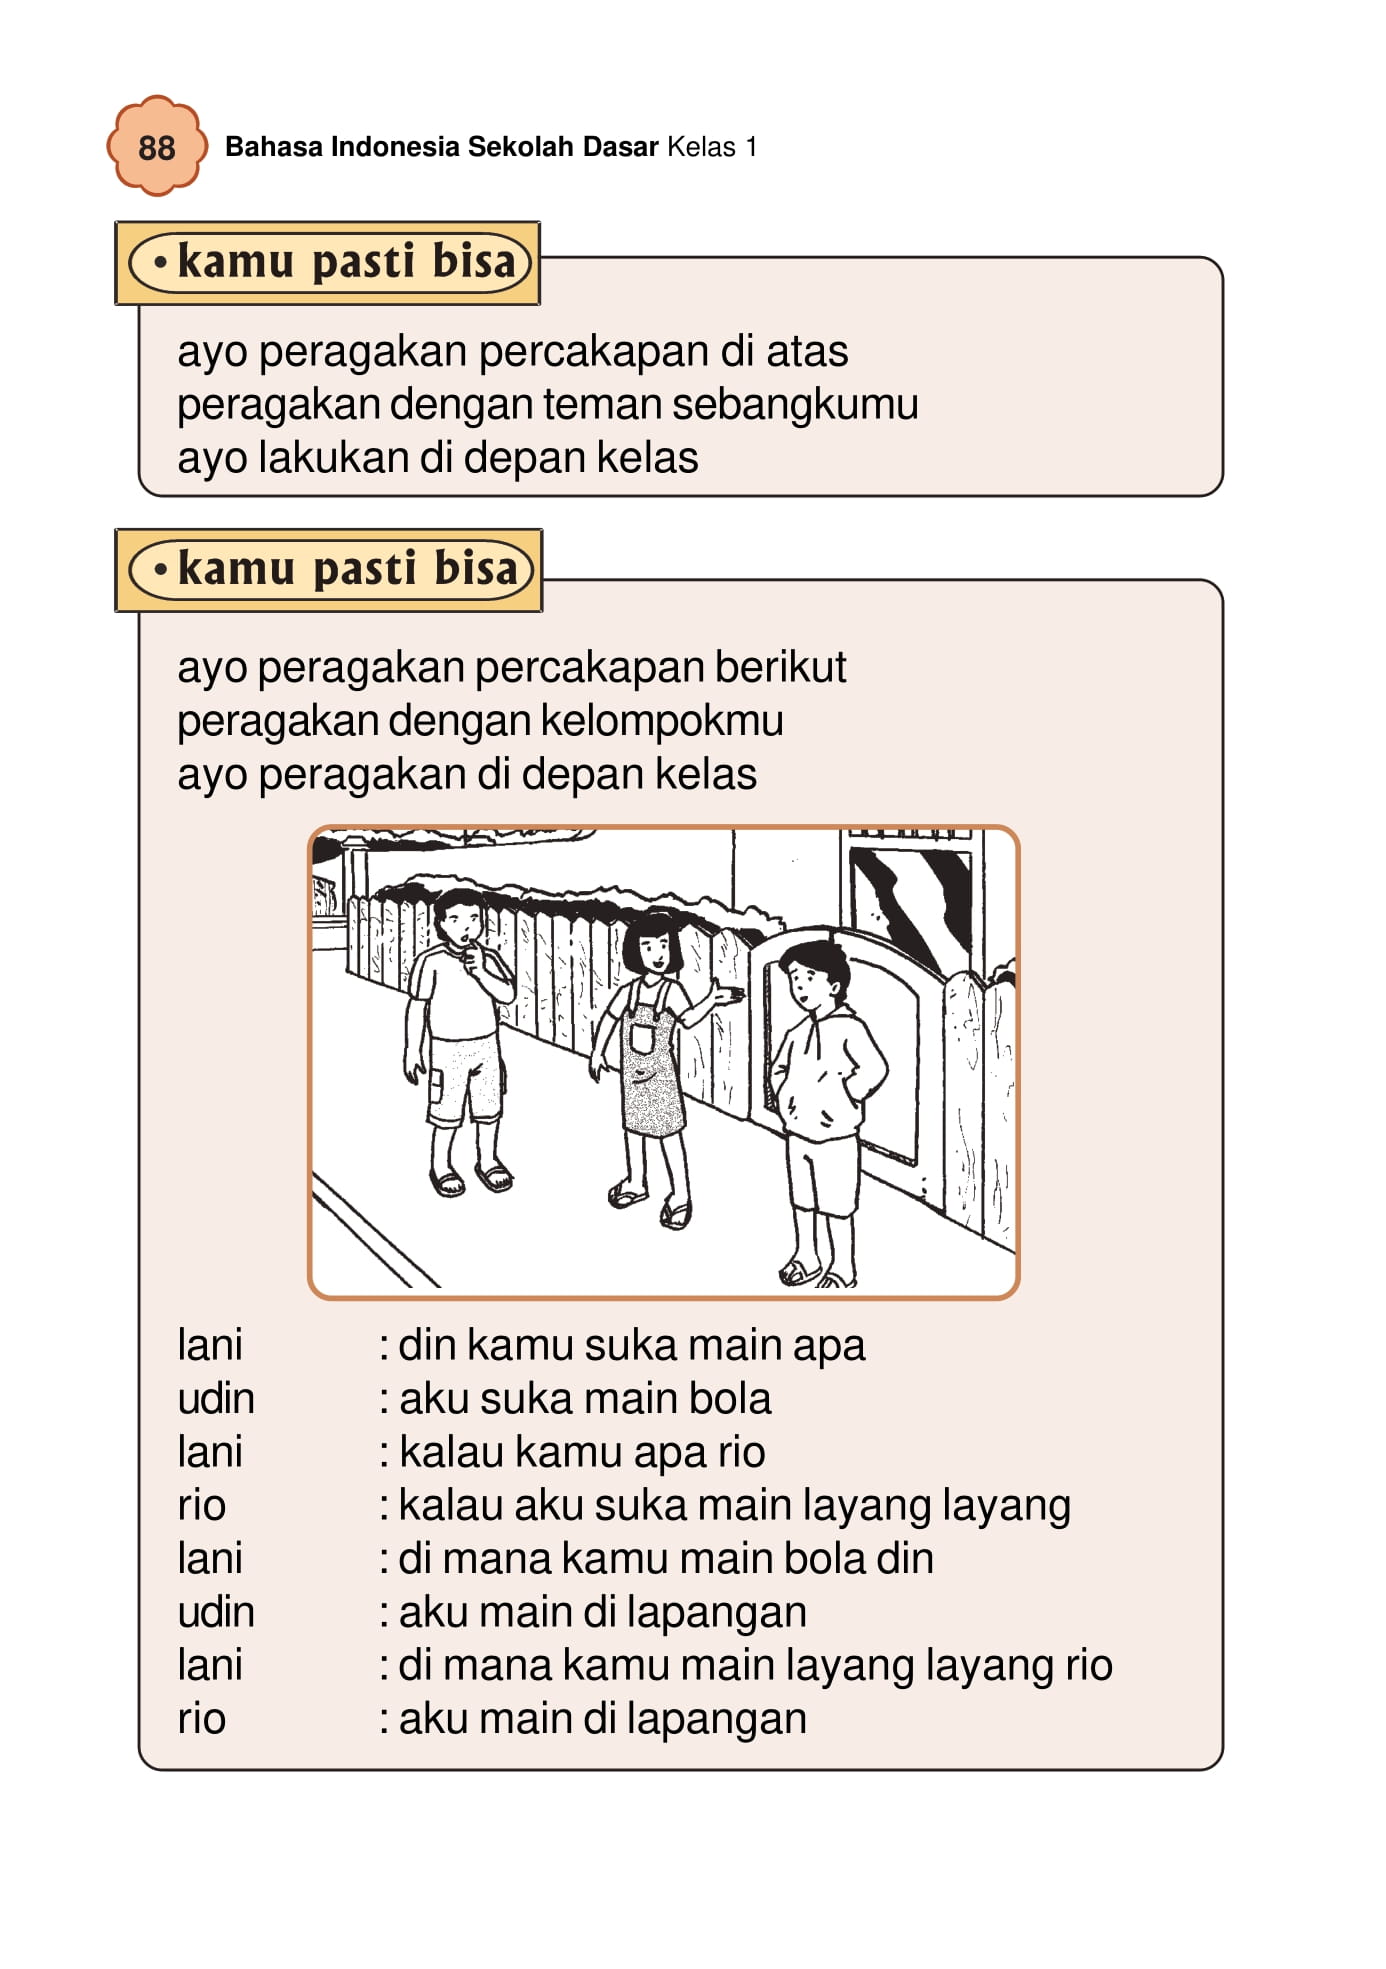 88
Bahasa Indonesia Sekolah Dasar Kelas 1
• kamu pasti bisa
ayo peragakan percakapan di atas
peragakan dengan teman sebangkumu
ayo lakukan di depan kelas
• kamu pasti bisa
ayo peragakan percakapan berikut
peragakan dengan kelompokmu
ayo peragakan di depan kelas
lani : din kamu suka main apa
udin : aku suka main bola
lani : kalau kamu apa rio
rio : kalau aku suka main layang layang
lani : di mana kamu main bola din
udin : aku main di lapangan
lani : di mana kamu main layang layang rio
rio : aku main di lapangan